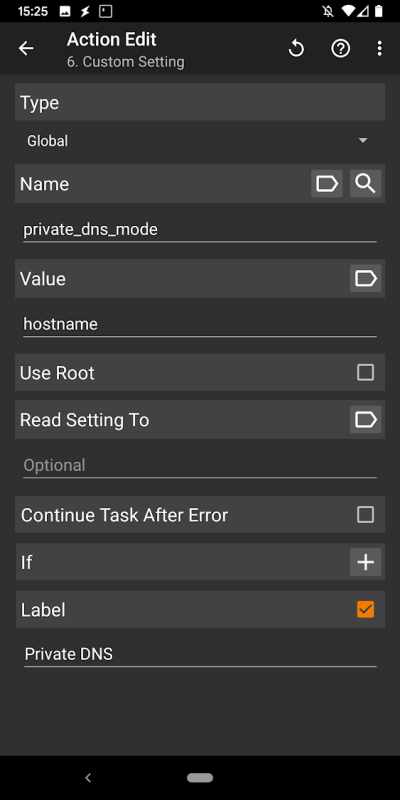 15:25
Action Edit
6. Custom Setting
Type
Global
Name
private_dns_mode
Value
hostname
Use Root
Read Setting To
Optional
Continue Task After Error
If
Label
Private DNS